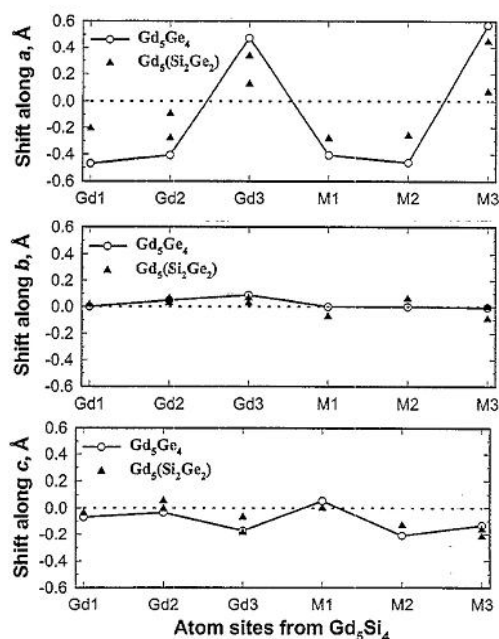 0.6
0.4
0.2
0.0
-0.2
-0.4
-0.6
Shift along a, Å
Gd₅Ge₄
Gd₅(Si₂Ge₂)
Gd1 Gd2 Gd3 M1 M2 M3
0.6
0.4
0.2
0.0
-0.2
-0.4
-0.6
Shift along b, Å
Gd₅Ge₄
Gd₅(Si₂Ge₂)
Gd1 Gd2 Gd3 M1 M2 M3
0.6
0.4
0.2
0.0
-0.2
-0.4
-0.6
Shift along c, Å
Gd₅Ge₄
Gd₅(Si₂Ge₂)
Gd1 Gd2 Gd3 M1 M2 M3
Atom sites from Gd₅Si₄